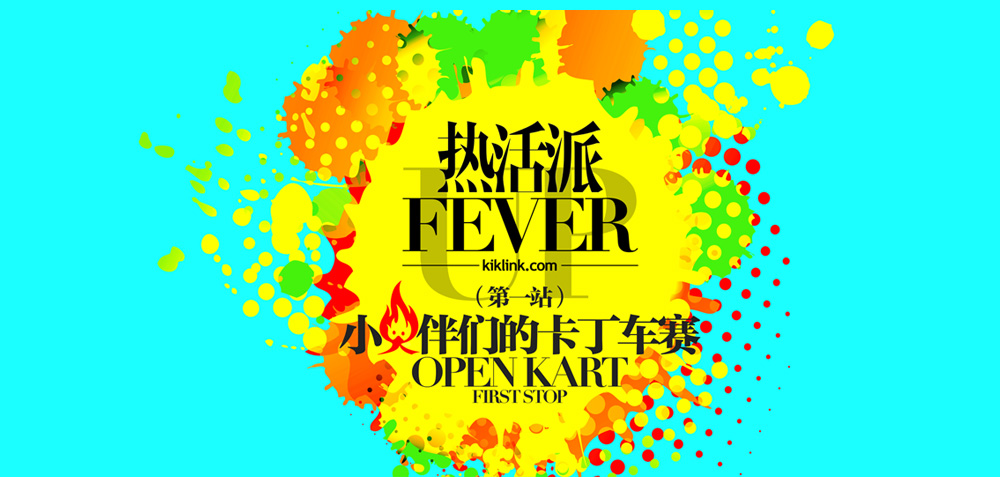 热活派
UP
FEVER
kiklink.com
(第一站)
小火伴们的卡丁车赛
OPEN KART
FIRST STOP